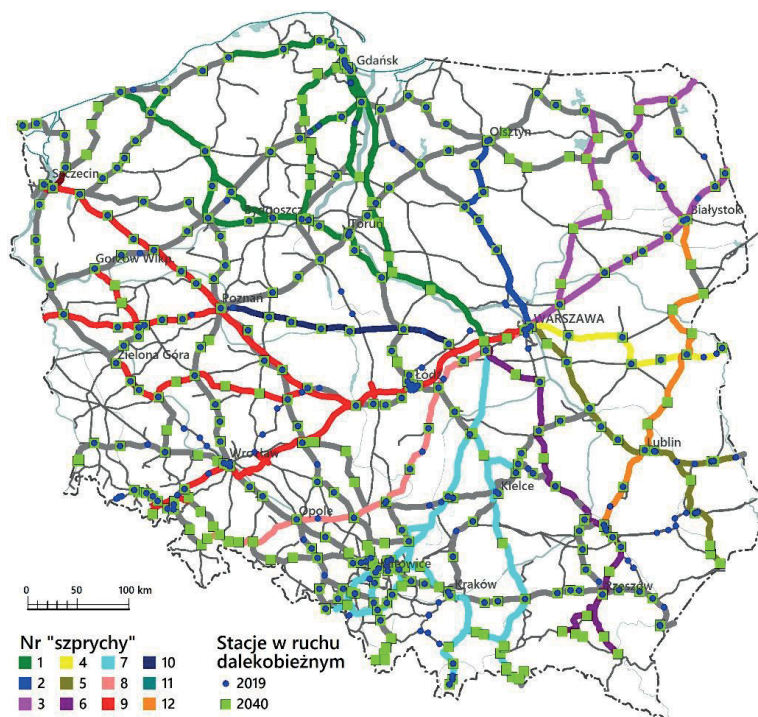 Gdańsk
Olsztyn
Szczecin
Białystok
Bydgoszcz
Toruń
Gorzów Wlkp.
Poznań
WARSZAWA
Zielona Góra
Łódź
Lublin
Wrocław
Kielce
Opole
Katowice
Kraków
Rzeszów
0 50 100 km
Nr "szprychy"
1 4 7 10
2 5 8 11
3 6 9 12
Stacje w ruchu
dalekobieżnym
2019
2040